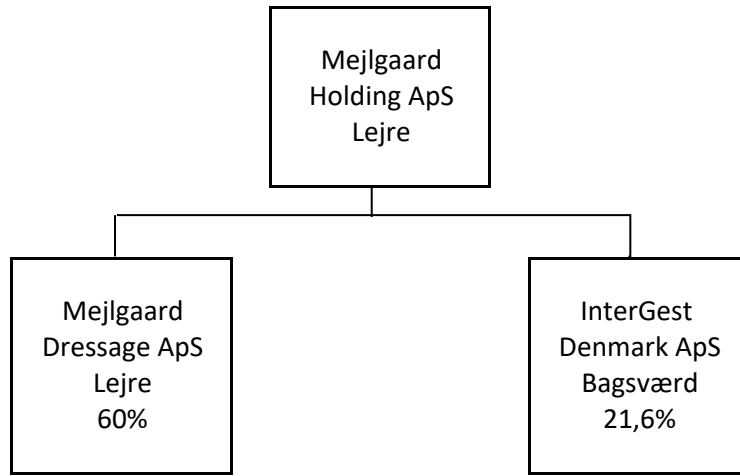 Mejlgaard
Holding ApS
Lejre
Mejlgaard
Dressage ApS
Lejre
60%
InterGest
Denmark ApS
Bagsværd
21,6%